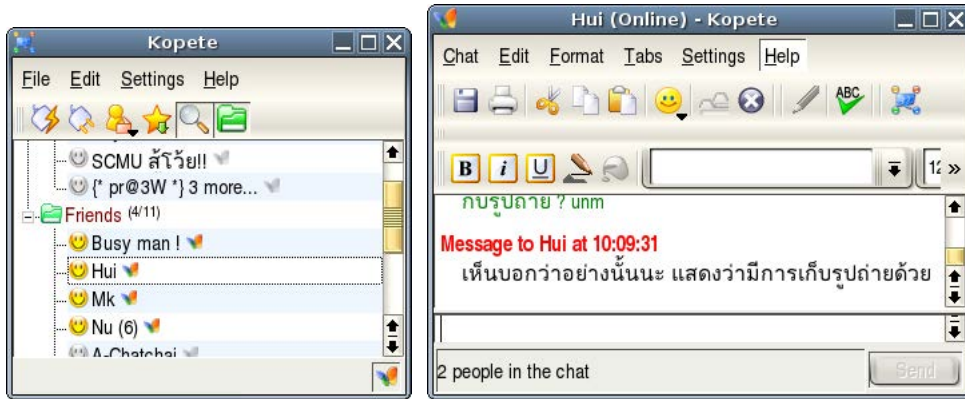 Kopete
File Edit Settings Help
SCMU ส้โว้ย!!
{* pr@3W *} 3 more...
Friends (4/11)
Busy man !
Hui
Mk
Nu (6)
A-Chatchai
Hui (Online) - Kopete
Chat Edit Format Tabs Settings Help
ABC
B i U 12 »
กับรูปถ่าย ? unm
Message to Hui at 10:09:31
เห็นบอกว่าอย่างนั้นนะ แสดงว่ามีการเก็บรูปถ่ายด้วย
2 people in the chat
Send